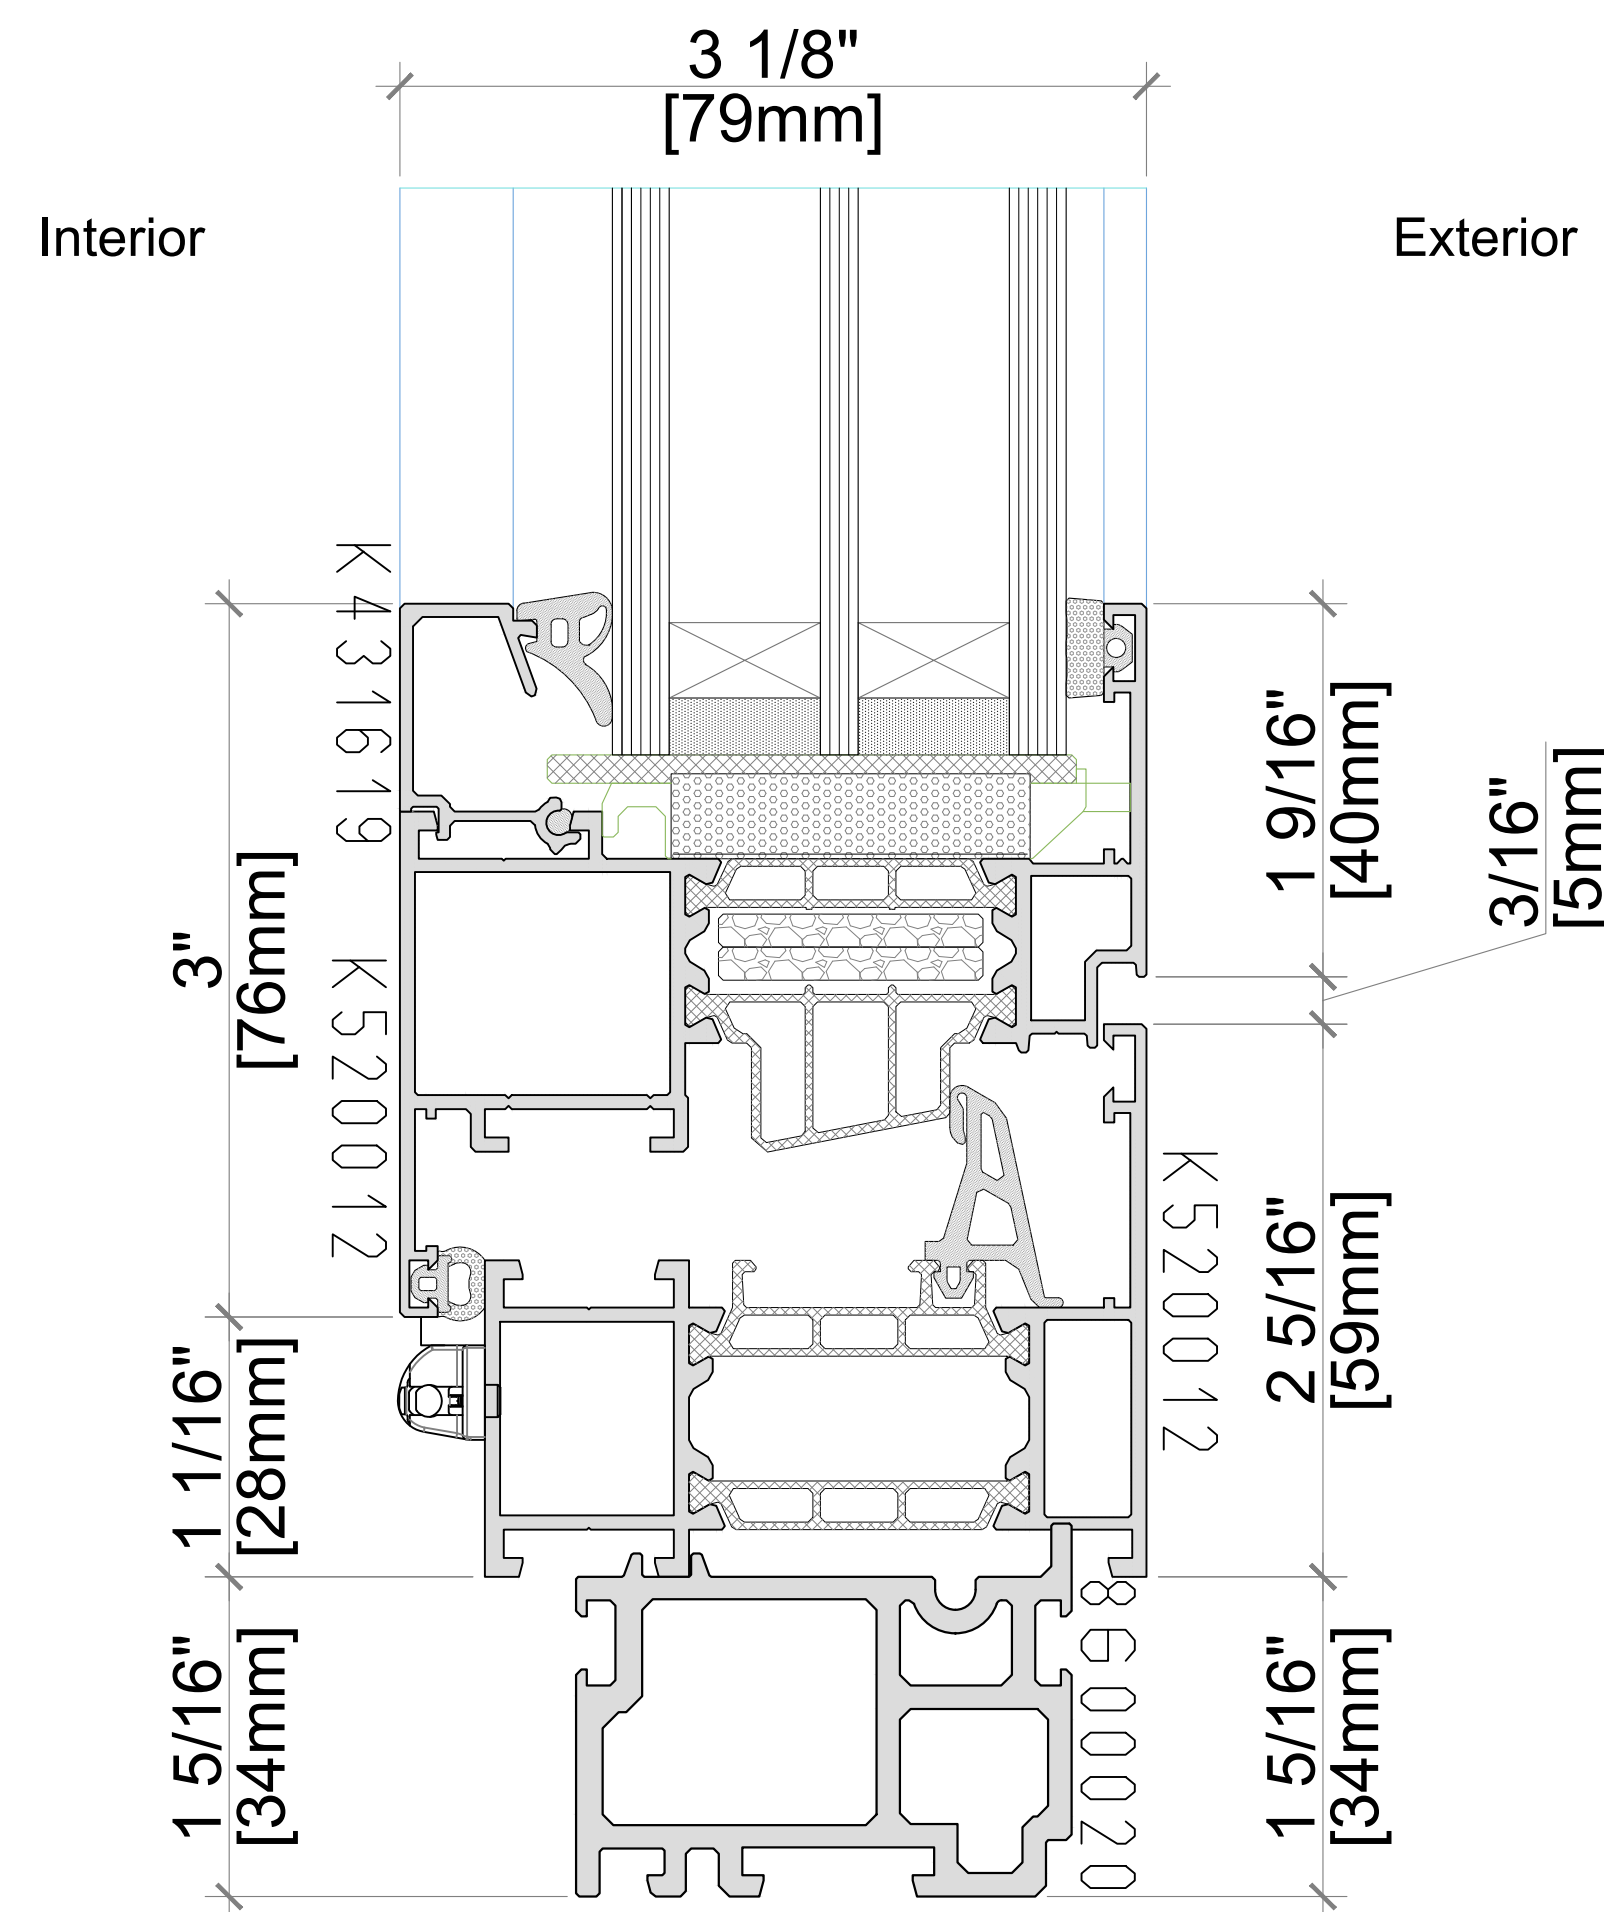 3 1/8"
[79mm]
Interior
Exterior
K431619
3"
[76mm]
K520012
1 1/16"
[28mm]
1 5/16"
[34mm]
1 9/16"
[40mm]
3/16"
[5mm]
K520012
2 5/16"
[59mm]
8600020
1 5/16"
[34mm]